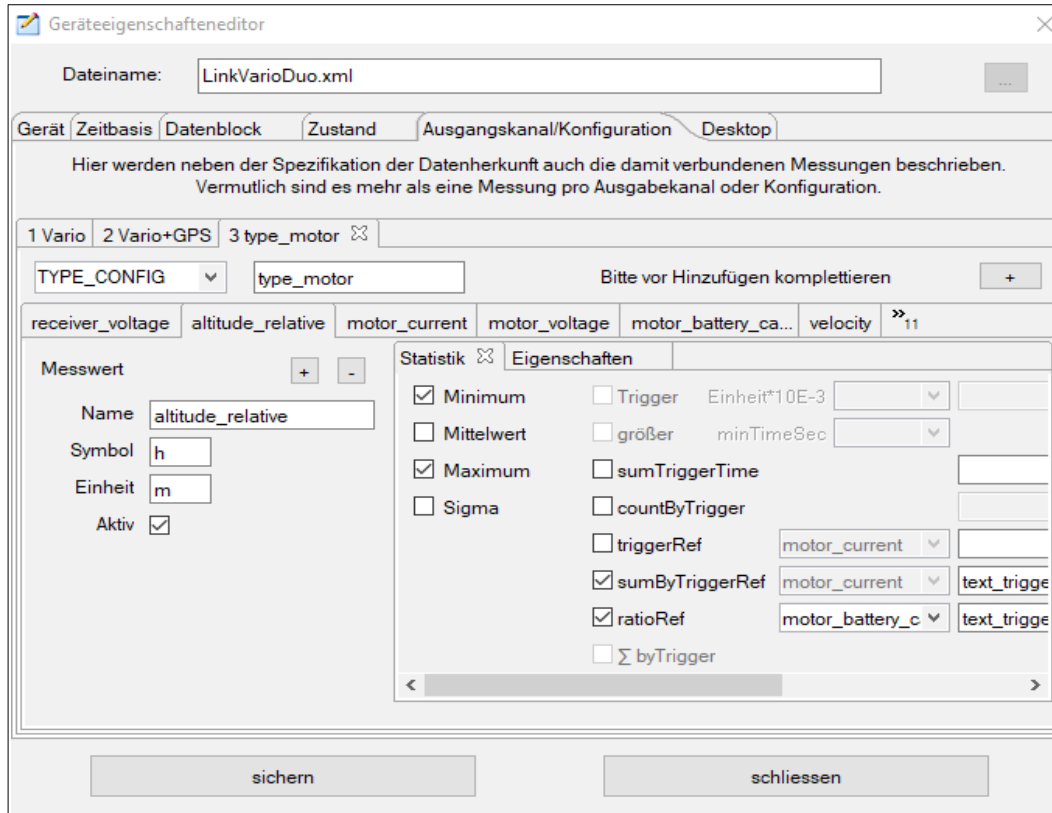 Geräteeigenschafteneditor
Dateiname: LinkVarioDuo.xml ...
Gerät Zeitbasis Datenblock Zustand Ausgangskanal/Konfiguration Desktop
Hier werden neben der Spezifikation der Datenherkunft auch die damit verbundenen Messungen beschrieben.
Vermutlich sind es mehr als eine Messung pro Ausgabekanal oder Konfiguration.
1 Vario 2 Vario+GPS 3 type_motor
TYPE_CONFIG type_motor Bitte vor Hinzufügen komplettieren +
receiver_voltage altitude_relative motor_current motor_voltage motor_battery_ca... velocity »11
Messwert + -
Name altitude_relative
Symbol h
Einheit m
Aktiv
Statistik Eigenschaften
Minimum Trigger Einheit*10E-3
Mittelwert größer minTimeSec
Maximum sumTriggerTime
Sigma countByTrigger
triggerRef motor_current
sumByTriggerRef motor_current text_trigge
ratioRef motor_battery_c text_trigge
∑ byTrigger
sichern schliessen